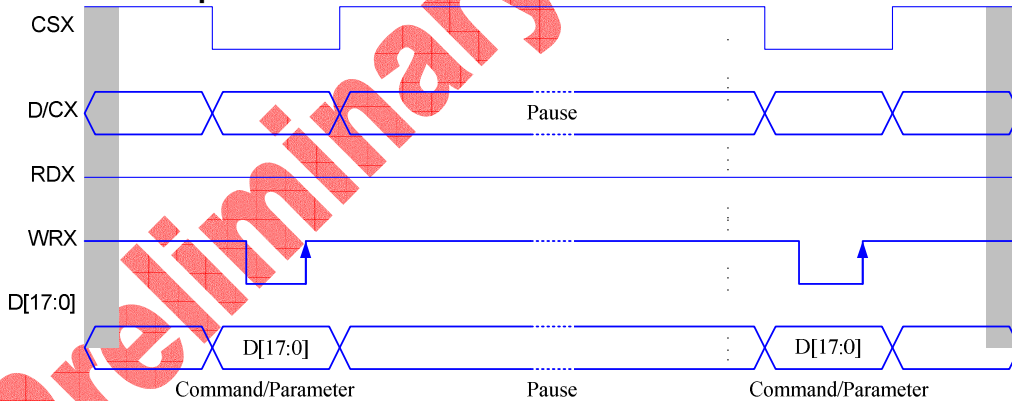 CSX
D/CX
Pause
RDX
WRX
D[17:0]
D[17:0]
D[17:0]
Command/Parameter
Pause
Command/Parameter
Preliminary